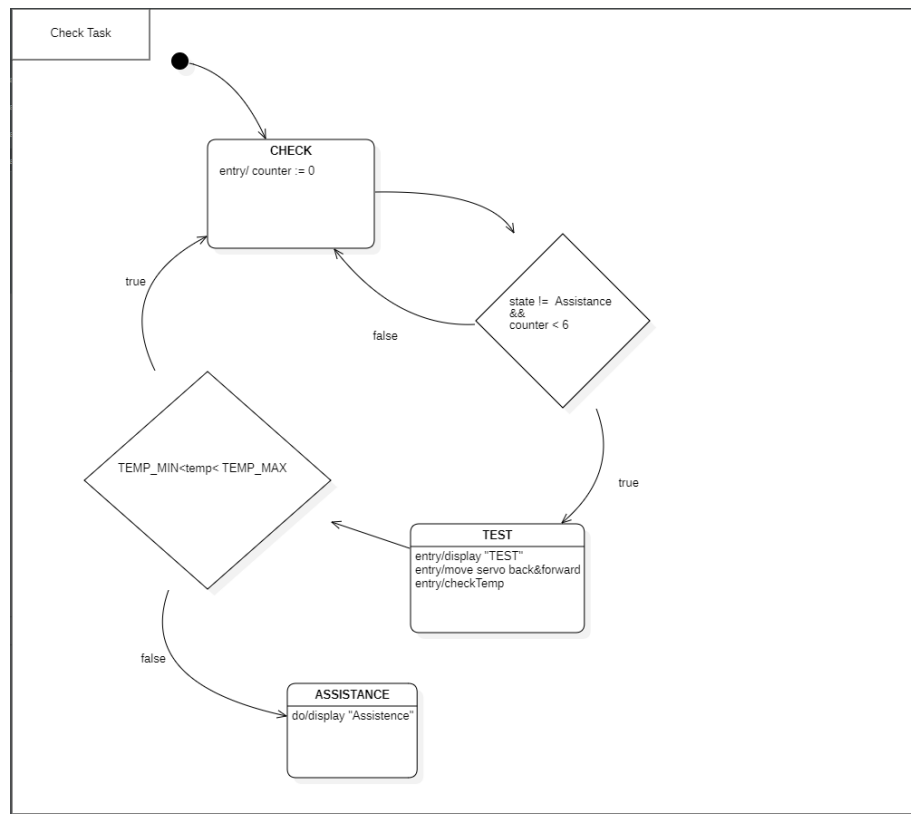 Check Task
CHECK
entry/ counter := 0
true
state !=  Assistance
&&
counter < 6
false
TEMP_MIN<temp< TEMP_MAX
true
TEST
entry/display "TEST"
entry/move servo back&forward
entry/checkTemp
false
ASSISTANCE
do/display "Assistence"